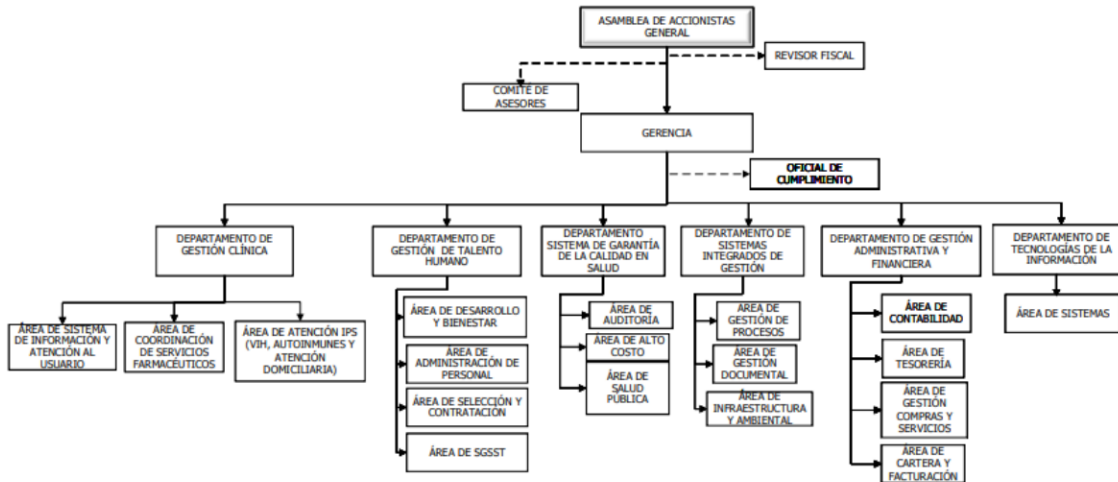 ASAMBLEA DE ACCIONISTAS
GENERAL
REVISOR FISCAL
COMITÉ DE
ASESORES
GERENCIA
OFICIAL DE
CUMPLIMIENTO
DEPARTAMENTO DE
GESTIÓN CLÍNICA
DEPARTAMENTO DE
GESTIÓN DE TALENTO
HUMANO
DEPARTAMENTO
SISTEMA DE GARANTÍA
DE LA CALIDAD EN
SALUD
DEPARTAMENTO DE
SISTEMAS
INTEGRADOS DE
GESTIÓN
DEPARTAMENTO DE GESTIÓN
ADMINISTRATIVA Y
FINANCIERA
DEPARTAMENTO DE
TECNOLOGÍAS DE LA
INFORMACIÓN
ÁREA DE SISTEMA
DE INFORMACIÓN Y
ATENCIÓN AL
USUARIO
ÁREA DE
COORDINACIÓN
DE SERVICIOS
FARMACÉUTICOS
ÁREA DE ATENCIÓN IPS
(VIH, AUTOINMUNES Y
ATENCIÓN
DOMICILIARIA)
ÁREA DE DESARROLLO
Y BIENESTAR
ÁREA DE
ADMINISTRACIÓN DE
PERSONAL
ÁREA DE SELECCIÓN Y
CONTRATACIÓN
ÁREA DE SGSST
ÁREA DE
AUDITORÍA
ÁREA DE ALTO
COSTO
ÁREA DE
SALUD
PÚBLICA
ÁREA DE
GESTIÓN DE
PROCESOS
ÁREA DE
GESTIÓN
DOCUMENTAL
ÁREA DE
INFRAESTRUCTURA
Y AMBIENTAL
ÁREA DE
CONTABILIDAD
ÁREA DE
TESORERÍA
ÁREA DE
GESTIÓN
COMPRAS Y
SERVICIOS
ÁREA DE
CARTERA Y
FACTURACIÓN
ÁREA DE SISTEMAS